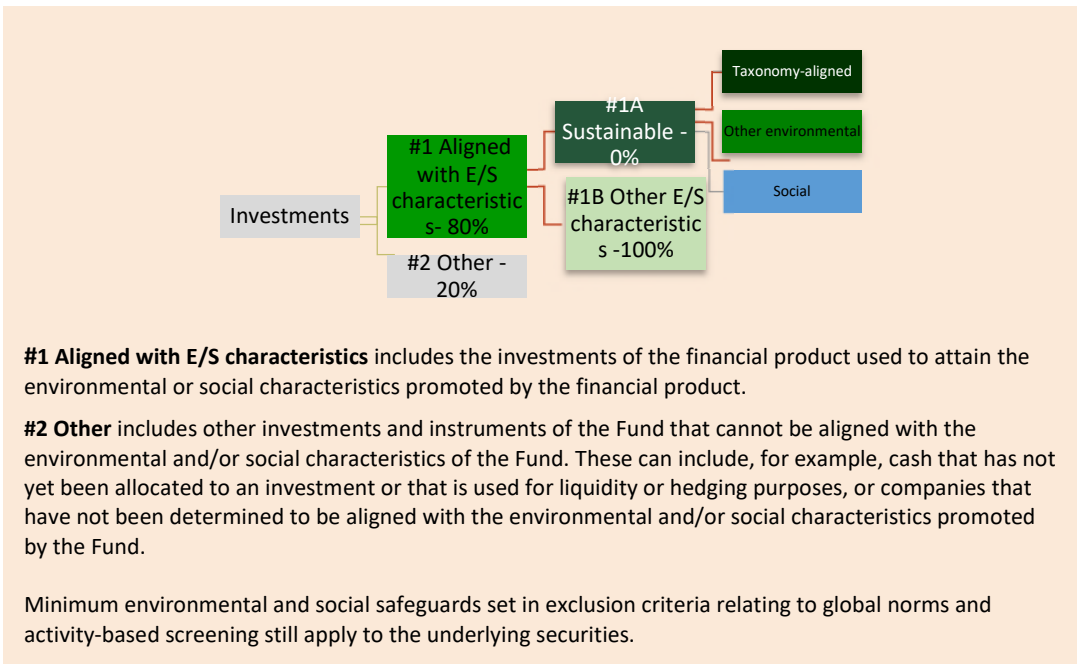 Taxonomy-aligned
#1A
Sustainable -
0%
Other environmental
#1 Aligned
with E/S
characteristic
s- 80%
Social
#1B Other E/S
characteristic
s -100%
Investments
#2 Other -
20%
#1 Aligned with E/S characteristics includes the investments of the financial product used to attain the
environmental or social characteristics promoted by the financial product.
#2 Other includes other investments and instruments of the Fund that cannot be aligned with the
environmental and/or social characteristics of the Fund. These can include, for example, cash that has not
yet been allocated to an investment or that is used for liquidity or hedging purposes, or companies that
have not been determined to be aligned with the environmental and/or social characteristics promoted
by the Fund.
Minimum environmental and social safeguards set in exclusion criteria relating to global norms and
activity-based screening still apply to the underlying securities.